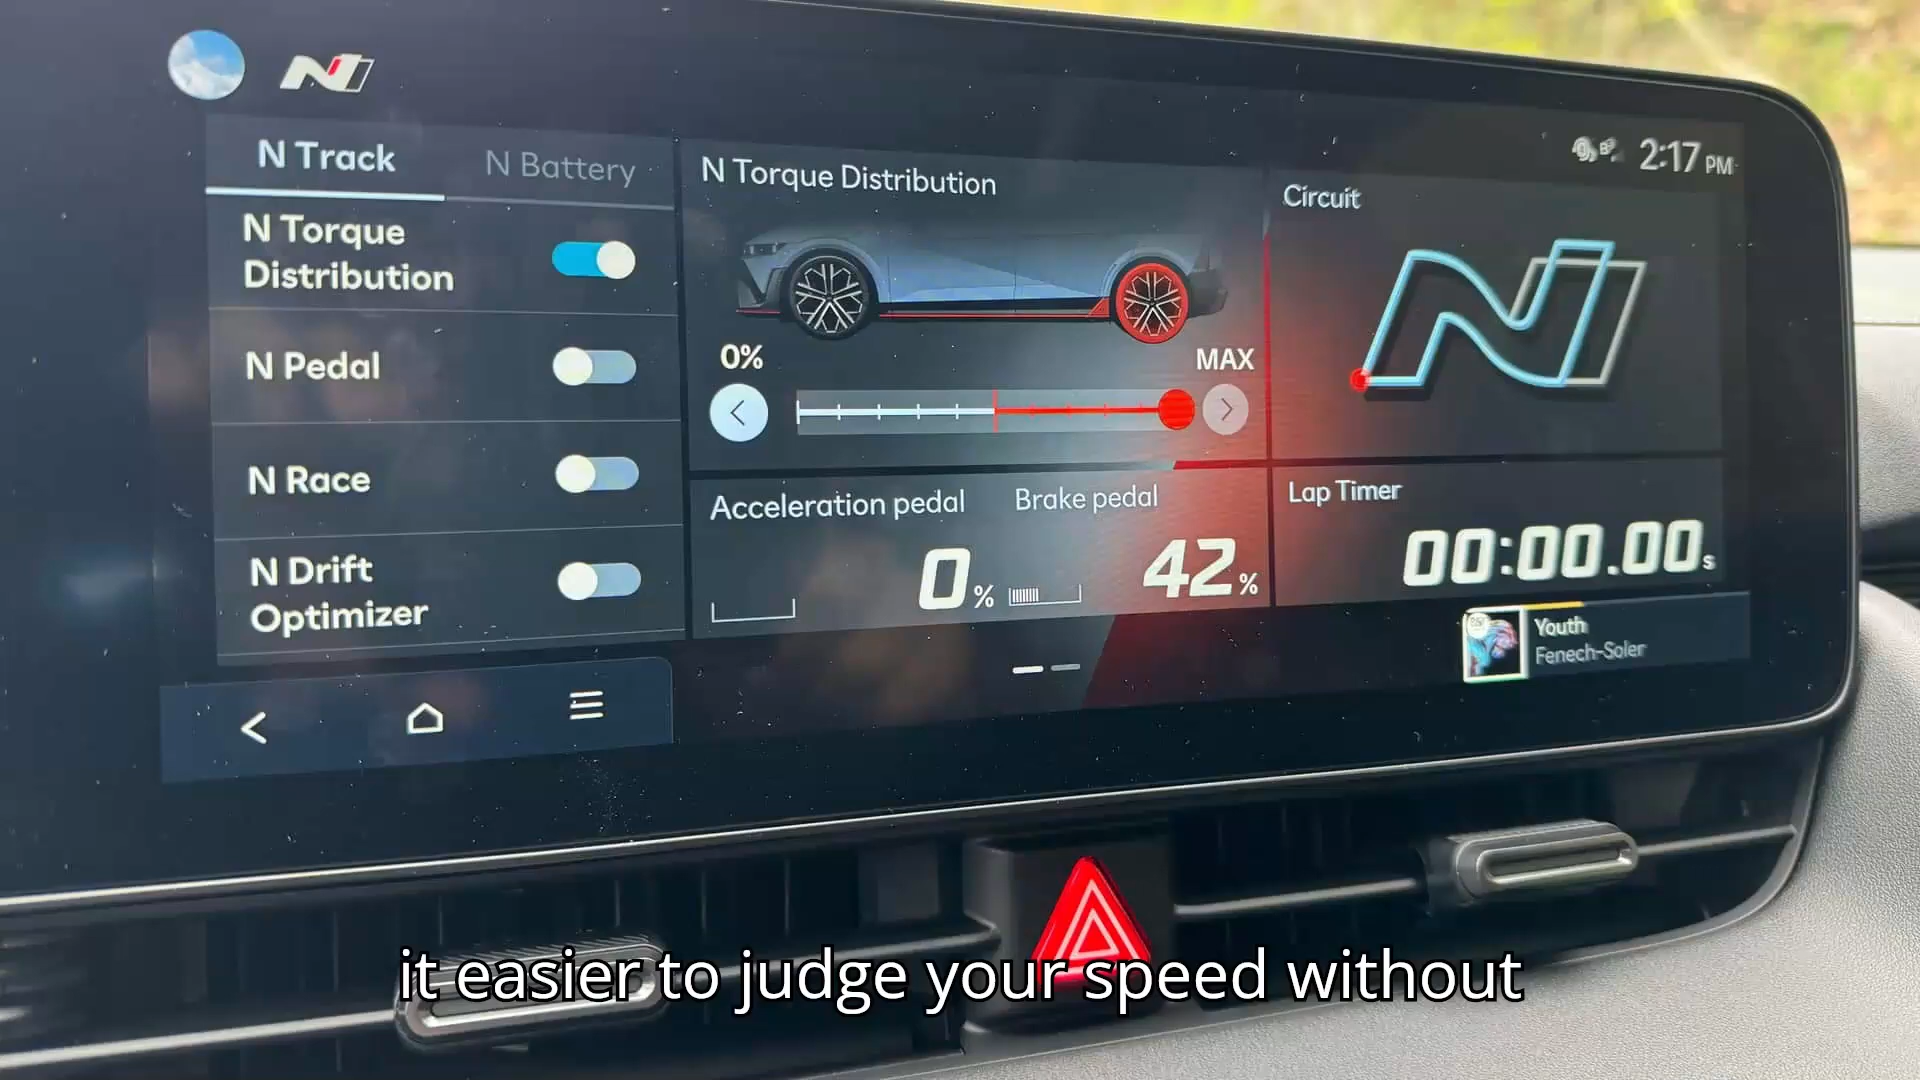 N Track
N Battery
N Torque
Distribution
N Pedal
N Race
N Drift
Optimizer
N Torque Distribution
0%
MAX
Acceleration pedal
0%
Brake pedal
42%
2:17 PM
Circuit
Lap Timer
00:00.00s
Youth
Fenech-Soler
it easier to judge your speed without